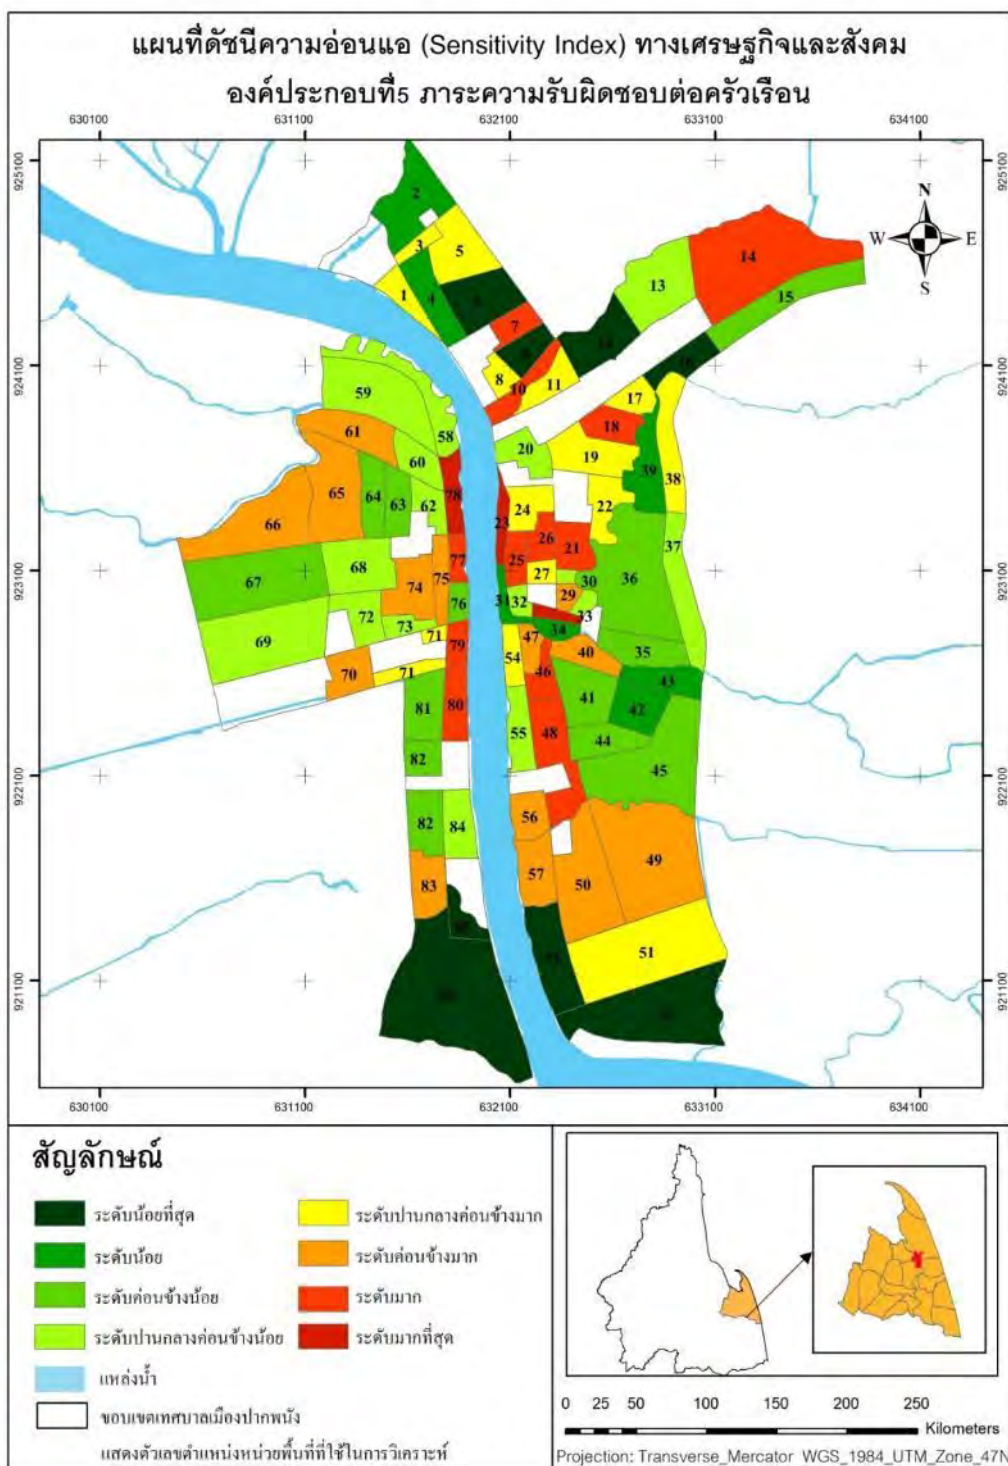 แผนที่ดัชนีความอ่อนแอ (Sensitivity Index) ทางเศรษฐกิจและสังคม
องค์ประกอบที่5 ภาระความรับผิดชอบต่อครัวเรือน
630100 631100 632100 633100 634100
925100 925100
924100 924100
923100 923100
922100 922100
921100 921100
N
W E
S
2
3 5
1 4
7
13 14
15
8 10 11
17
18
19
20
39 38
59
61
58
60
65 64 63 62 78
66
23 24 22
26
25 21
27
37
36
67 68 74 75 77
30
29
31 32
33
34
76
72 73
69
71
79
54 47
40
35
70 71
46
43
80
81 41
42
55 48
44
82 45
56
82 84
49
57
83 50
51
630100 631100 632100 633100 634100
สัญลักษณ์
ระดับน้อยที่สุด
ระดับน้อย
ระดับค่อนข้างน้อย
ระดับปานกลางค่อนข้างน้อย
แหล่งน้ำ
ขอบเขตเทศบาลเมืองปากพนัง
แสดงตัวเลขตำแหน่งหน่วยพื้นที่ที่ใช้ในการวิเคราะห์
ระดับปานกลางค่อนข้างมาก
ระดับค่อนข้างมาก
ระดับมาก
ระดับมากที่สุด
0 25 50 100 150 200 250
Kilometers
Projection: Transverse_Mercator WGS_1984_UTM_Zone_47N